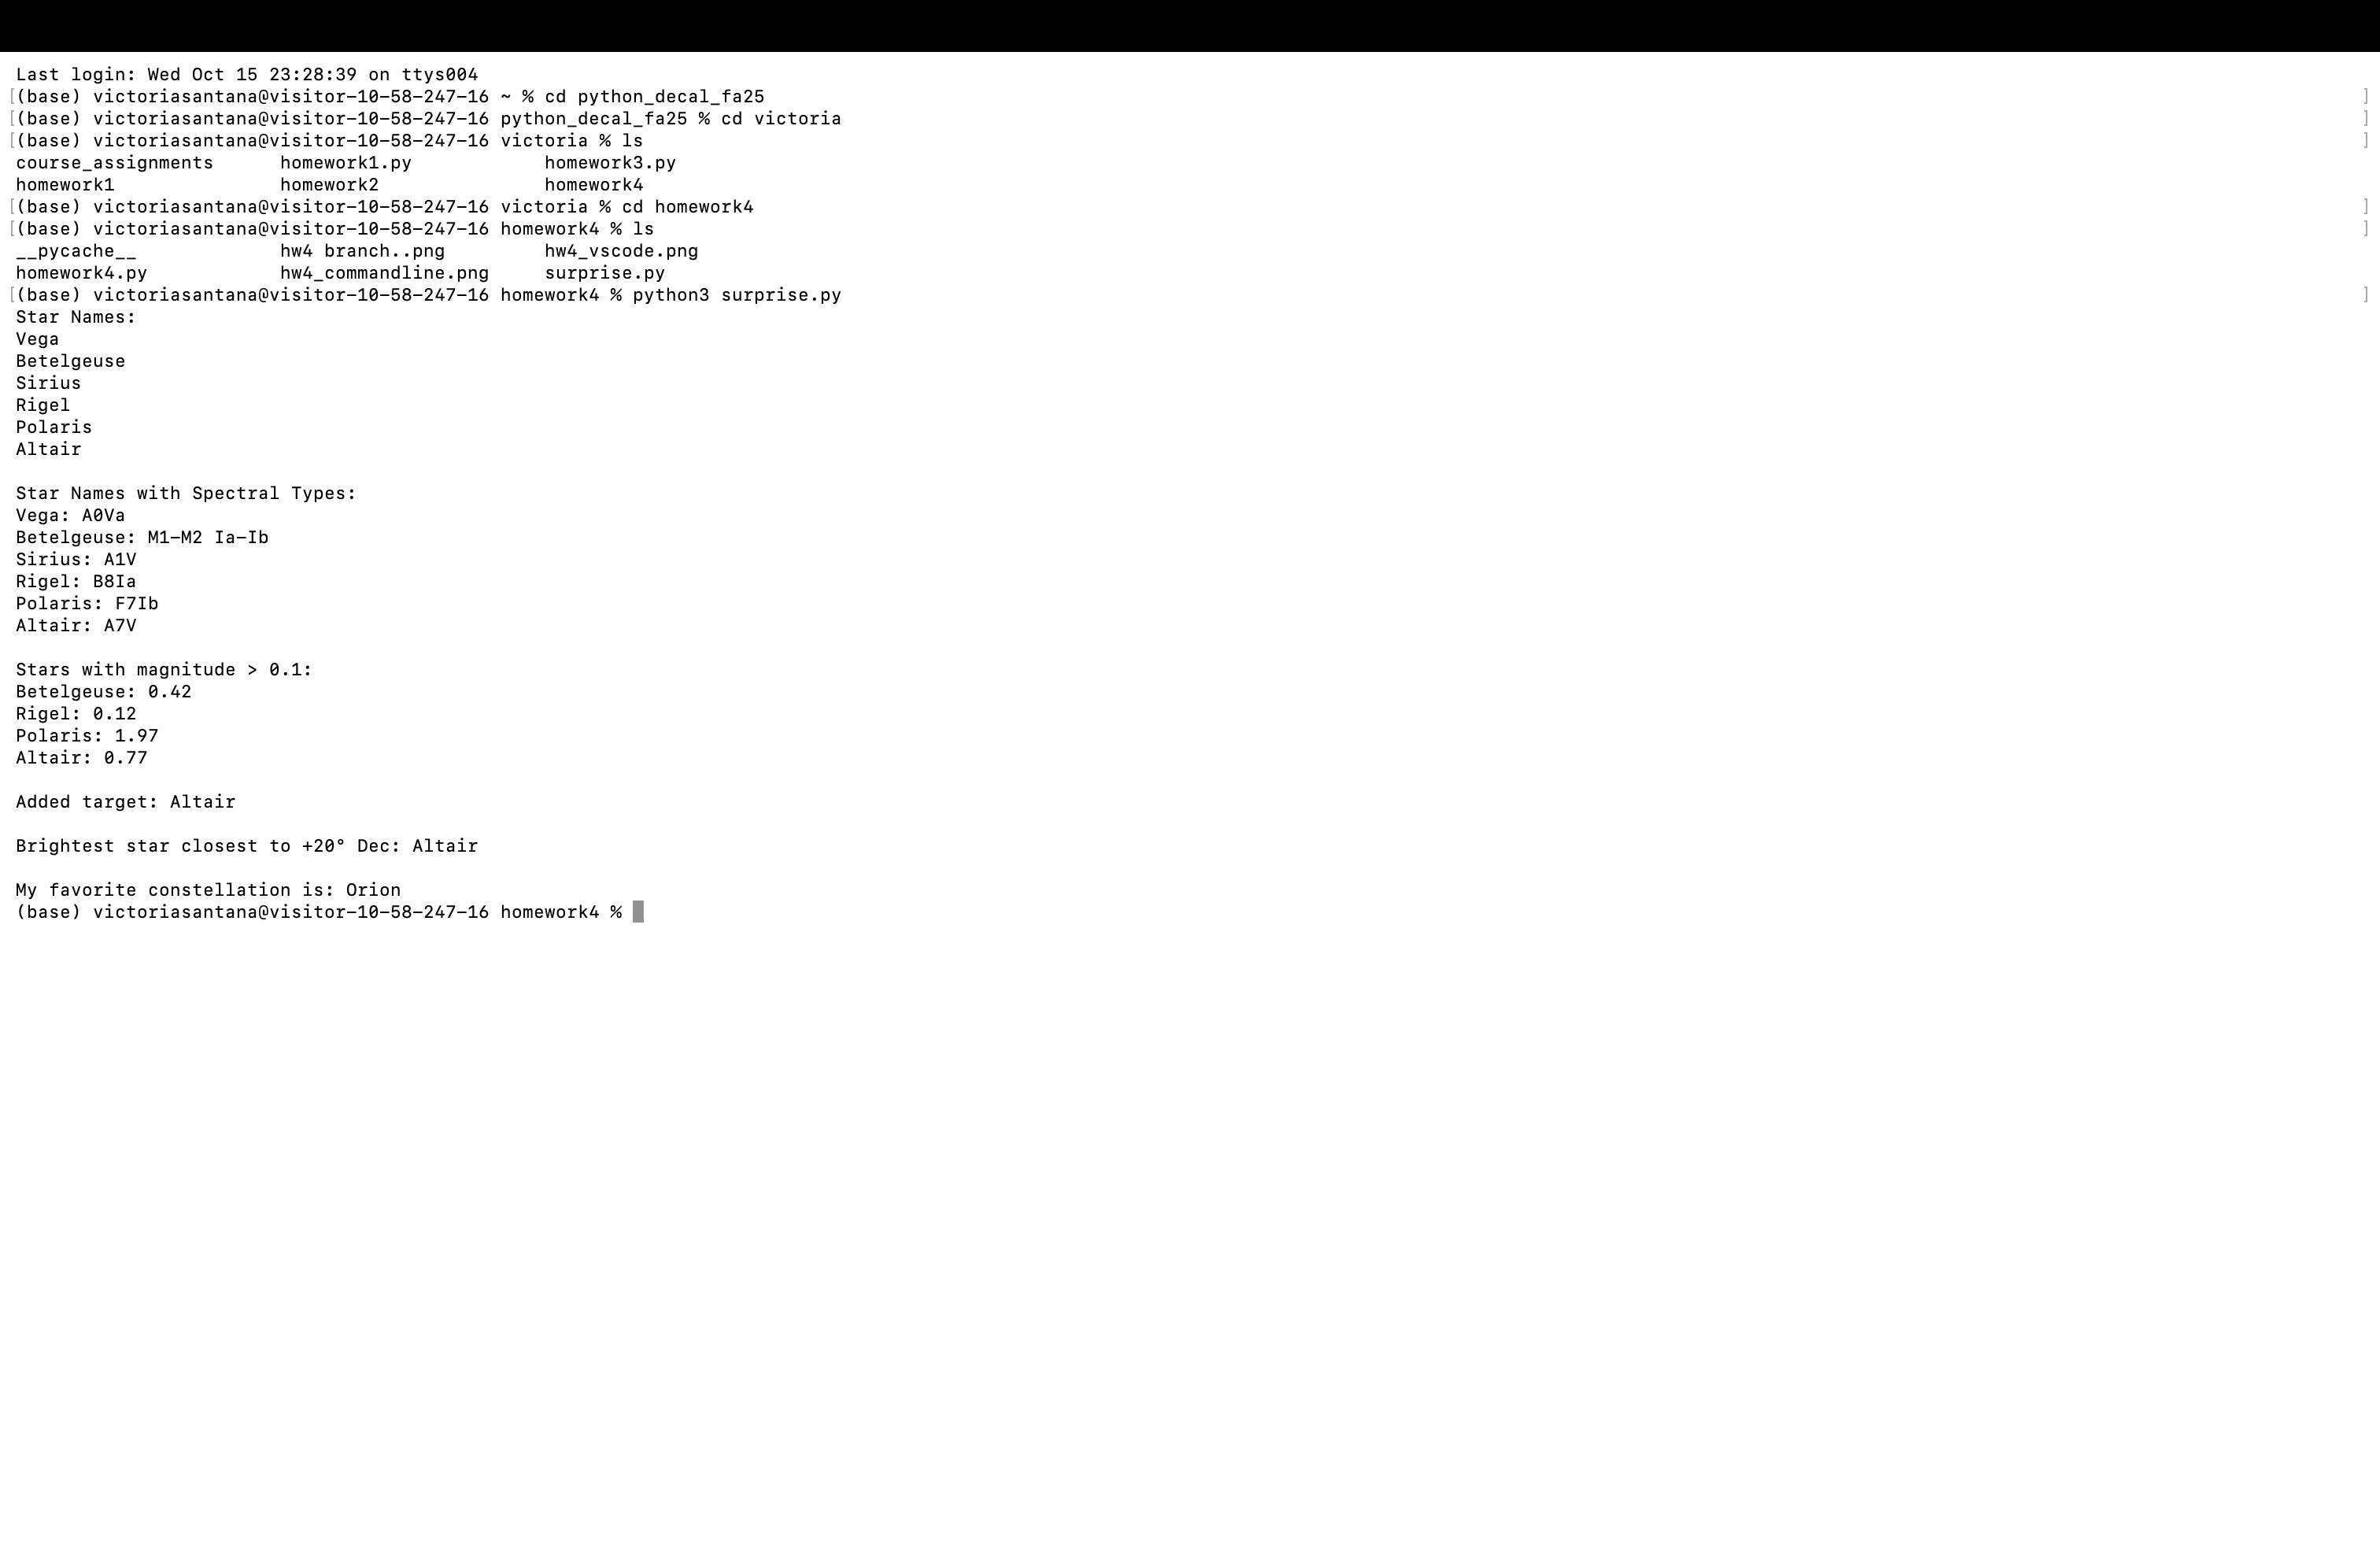 Last login: Wed Oct 15 23:28:39 on ttys004
[(base) victoriasantana@visitor-10-58-247-16 ~ % cd python_decal_fa25 ]
[(base) victoriasantana@visitor-10-58-247-16 python_decal_fa25 % cd victoria ]
[(base) victoriasantana@visitor-10-58-247-16 victoria % ls ]
course_assignments homework1.py homework3.py
homework1 homework2 homework4
[(base) victoriasantana@visitor-10-58-247-16 victoria % cd homework4 ]
[(base) victoriasantana@visitor-10-58-247-16 homework4 % ls ]
__pycache__ hw4 branch..png hw4_vscode.png
homework4.py hw4_commandline.png surprise.py
[(base) victoriasantana@visitor-10-58-247-16 homework4 % python3 surprise.py ]
Star Names:
Vega
Betelgeuse
Sirius
Rigel
Polaris
Altair

Star Names with Spectral Types:
Vega: A0Va
Betelgeuse: M1-M2 Ia-Ib
Sirius: A1V
Rigel: B8Ia
Polaris: F7Ib
Altair: A7V

Stars with magnitude > 0.1:
Betelgeuse: 0.42
Rigel: 0.12
Polaris: 1.97
Altair: 0.77

Added target: Altair

Brightest star closest to +20° Dec: Altair

My favorite constellation is: Orion
(base) victoriasantana@visitor-10-58-247-16 homework4 %